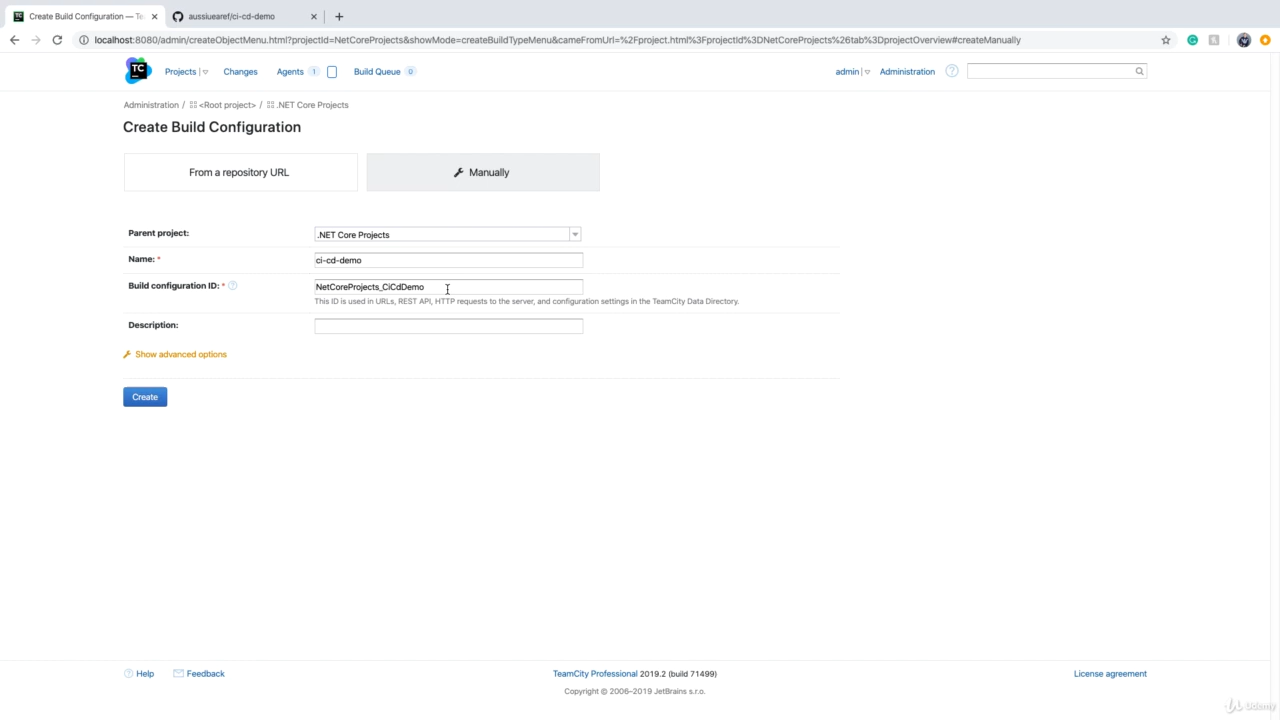 Create Build Configuration — Te
aussiuearef/ci-cd-demo
localhost:8080/admin/createObjectMenu.html?projectId=NetCoreProjects&showMode=createBuildTypeMenu&cameFromUrl=%2Fproject.html%3FprojectId%3DNetCoreProjects%26tab%3DprojectOverview#createManually
TC Projects Changes Agents 1 Build Queue 0 admin Administration ?
Administration / <Root project> / .NET Core Projects
Create Build Configuration
From a repository URL Manually
Parent project: .NET Core Projects
Name: * ci-cd-demo
Build configuration ID: * ? NetCoreProjects_CiCdDemo
This ID is used in URLs, REST API, HTTP requests to the server, and configuration settings in the TeamCity Data Directory.
Description:
Show advanced options
Create
? Help Feedback TeamCity Professional 2019.2 (build 71499) License agreement
Copyright © 2006–2019 JetBrains s.r.o.
Udemy